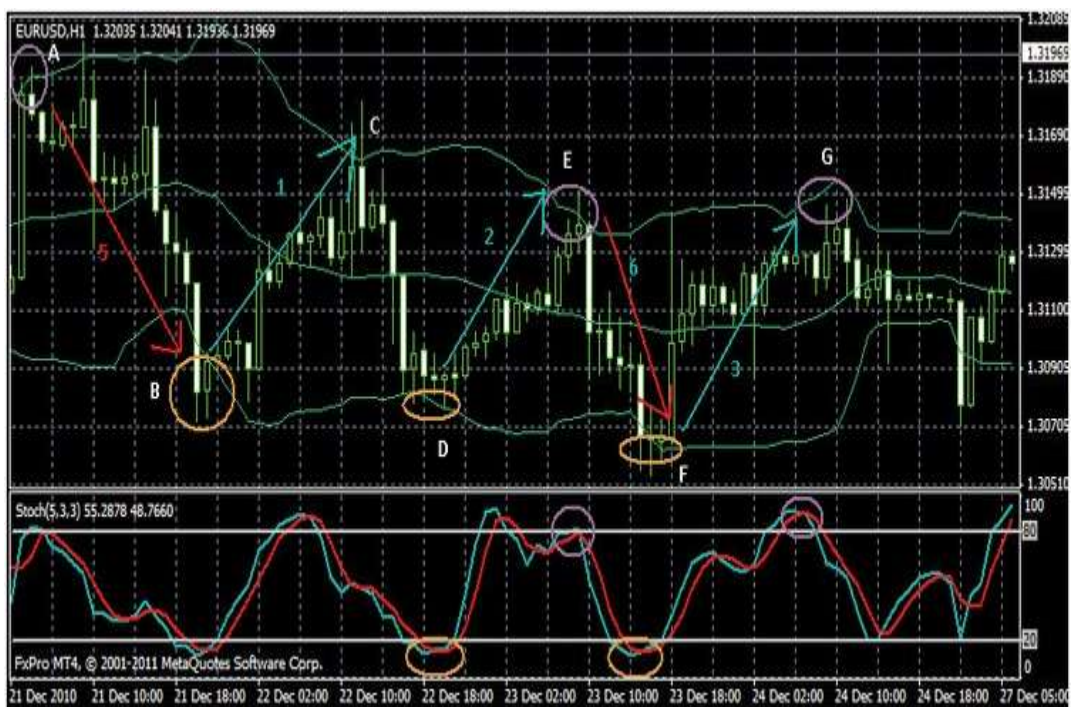 EURUSD,H1 1.32035 1.32041 1.31936 1.31969
1.32085
1.31969
A
1.31890
C
1.31690
E
G
1
1.31495
2
5
6
1.31295
1.31100
3
B
1.30905
D
F
1.30705
1.30510
Stoch(5,3,3) 55.2878 48.7660
100
80
20
FxPro MT4, © 2001-2011 MetaQuotes Software Corp.
0
21 Dec 2010 21 Dec 10:00 21 Dec 18:00 22 Dec 02:00 22 Dec 10:00 22 Dec 18:00 23 Dec 02:00 23 Dec 10:00 23 Dec 18:00 24 Dec 02:00 24 Dec 10:00 24 Dec 18:00 27 Dec 05:00